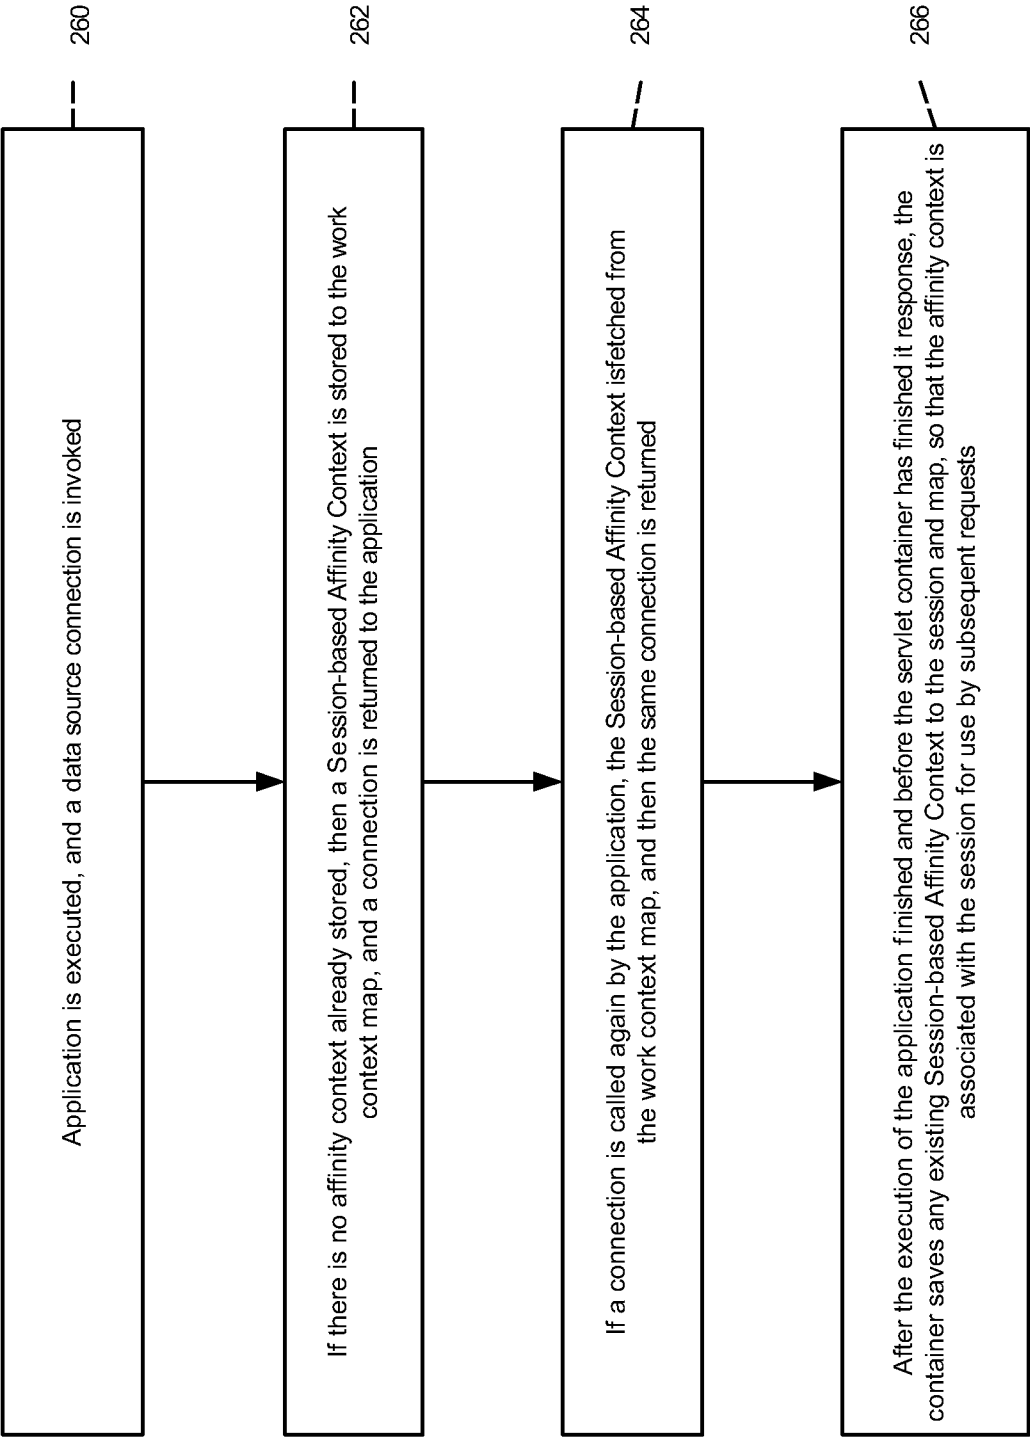 Application is executed, and a data source connection is invoked
260
If there is no affinity context already stored, then a Session-based Affinity Context is stored to the work
context map, and a connection is returned to the application
262
If a connection is called again by the application, the Session-based Affinity Context isfetched from
the work context map, and then the same connection is returned
264
After the execution of the application finished and before the servlet container has finished it response, the
container saves any existing Session-based Affinity Context to the session and map, so that the affinity context is
associated with the session for use by subsequent requests
266